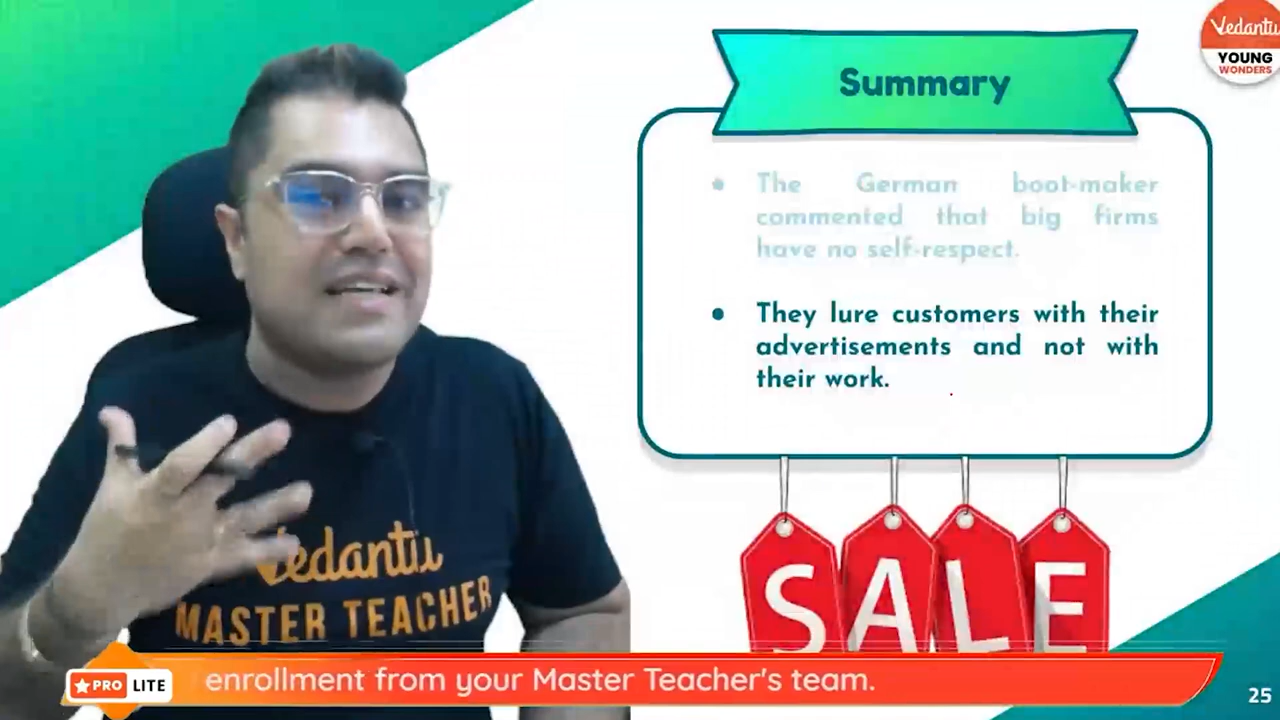 Vedantu
YOUNG
WONDERS
Summary
• The German boot-maker
commented that big firms
have no self-respect.
• They lure customers with their
advertisements and not with
their work.
Vedantu
MASTER TEACHER
SALE
PRO LITE
enrollment from your Master Teacher's team.
25